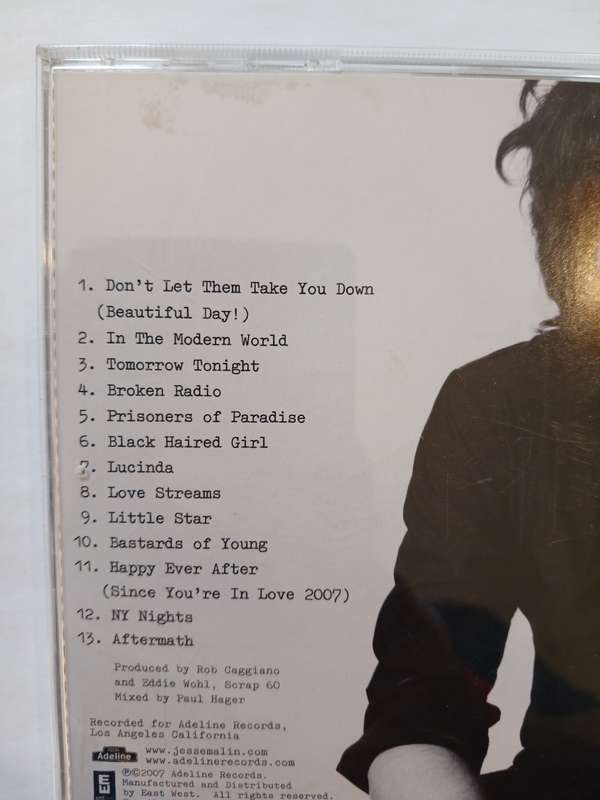 1. Don't Let Them Take You Down
(Beautiful Day!)
2. In The Modern World
3. Tomorrow Tonight
4. Broken Radio
5. Prisoners of Paradise
6. Black Haired Girl
7. Lucinda
8. Love Streams
9. Little Star
10. Bastards of Young
11. Happy Ever After
(Since You're In Love 2007)
12. NY Nights
13. Aftermath
Produced by Rob Caggiano
and Eddie Wohl, Scrap 60
Mixed by Paul Hager
Recorded for Adeline Records,
Los Angeles California
Adeline
www.jessemalin.com
www.adelinerecords.com
℗©2007 Adeline Records.
Manufactured and Distributed
by East West. All rights reserved.